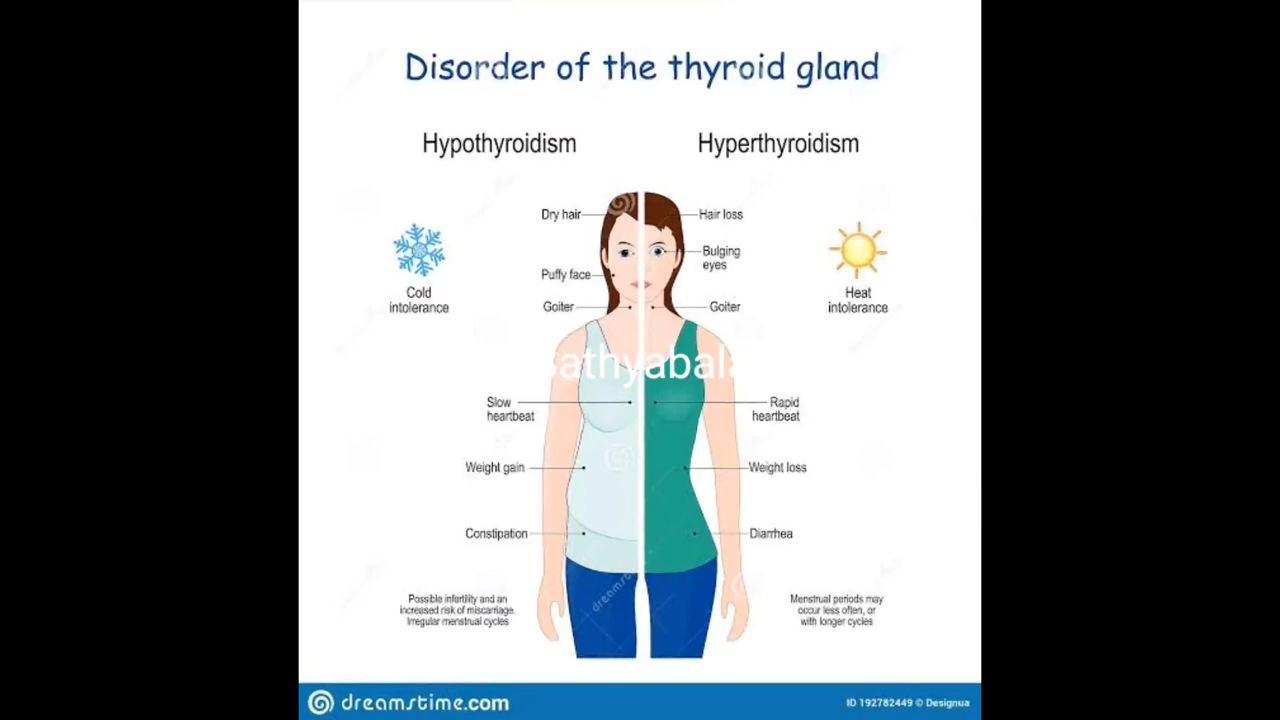 Disorder of the thyroid gland
Hypothyroidism
Hyperthyroidism
Dry hair
Hair loss
Bulging
eyes
Puffy face
Cold
intolerance
Heat
intolerance
Goiter
Goiter
Sathyabala
Slow
heartbeat
Rapid
heartbeat
Weight gain
Weight loss
Constipation
Diarrhea
Possible infertility and an
increased risk of miscarriage.
Irregular menstrual cycles
Menstrual periods may
occur less often, or
with longer cycles
dreamstime.com
ID 192782449 © Designua